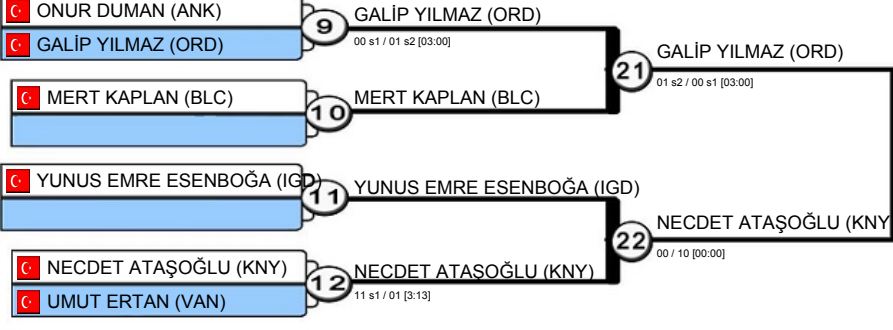 ONUR DUMAN (ANK)
GALİP YILMAZ (ORD)
9
GALİP YILMAZ (ORD)
00 s1 / 01 s2 [03:00]
MERT KAPLAN (BLC)
10
MERT KAPLAN (BLC)
21
GALİP YILMAZ (ORD)
01 s2 / 00 s1 [03:00]
YUNUS EMRE ESENBOĞA (IGD)
11
YUNUS EMRE ESENBOĞA (IGD)
NECDET ATAŞOĞLU (KNY)
UMUT ERTAN (VAN)
12
NECDET ATAŞOĞLU (KNY)
11 s1 / 01 [3:13]
22
NECDET ATAŞOĞLU (KNY
00 / 10 [00:00]